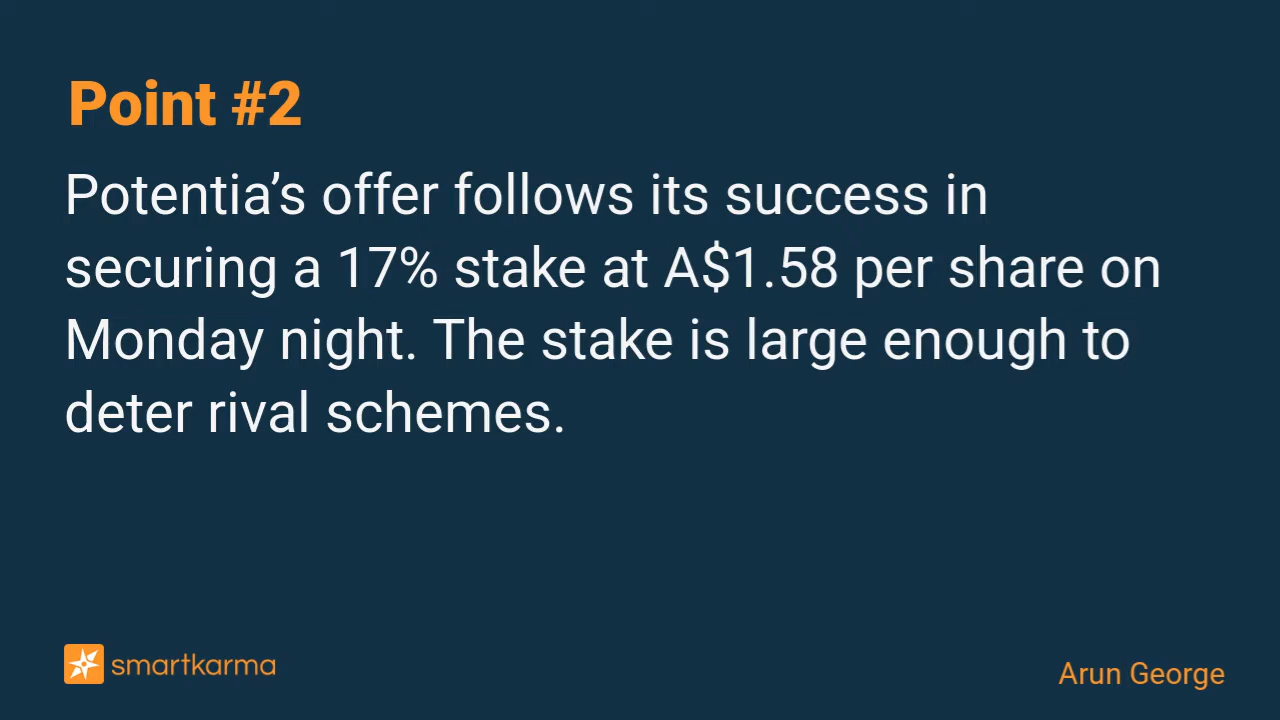 Point #2
Potentia’s offer follows its success in
securing a 17% stake at A$1.58 per share on
Monday night. The stake is large enough to
deter rival schemes.
smartkarma
Arun George